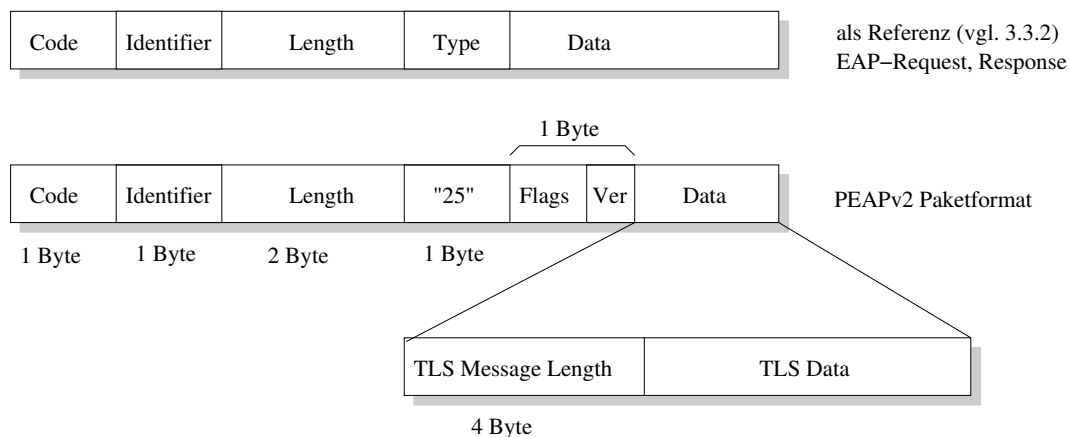 Code Identifier Length Type Data
als Referenz (vgl. 3.3.2)
EAP−Request, Response
1 Byte
Code Identifier Length "25" Flags Ver Data
PEAPv2 Paketformat
1 Byte 1 Byte 2 Byte 1 Byte
TLS Message Length TLS Data
4 Byte